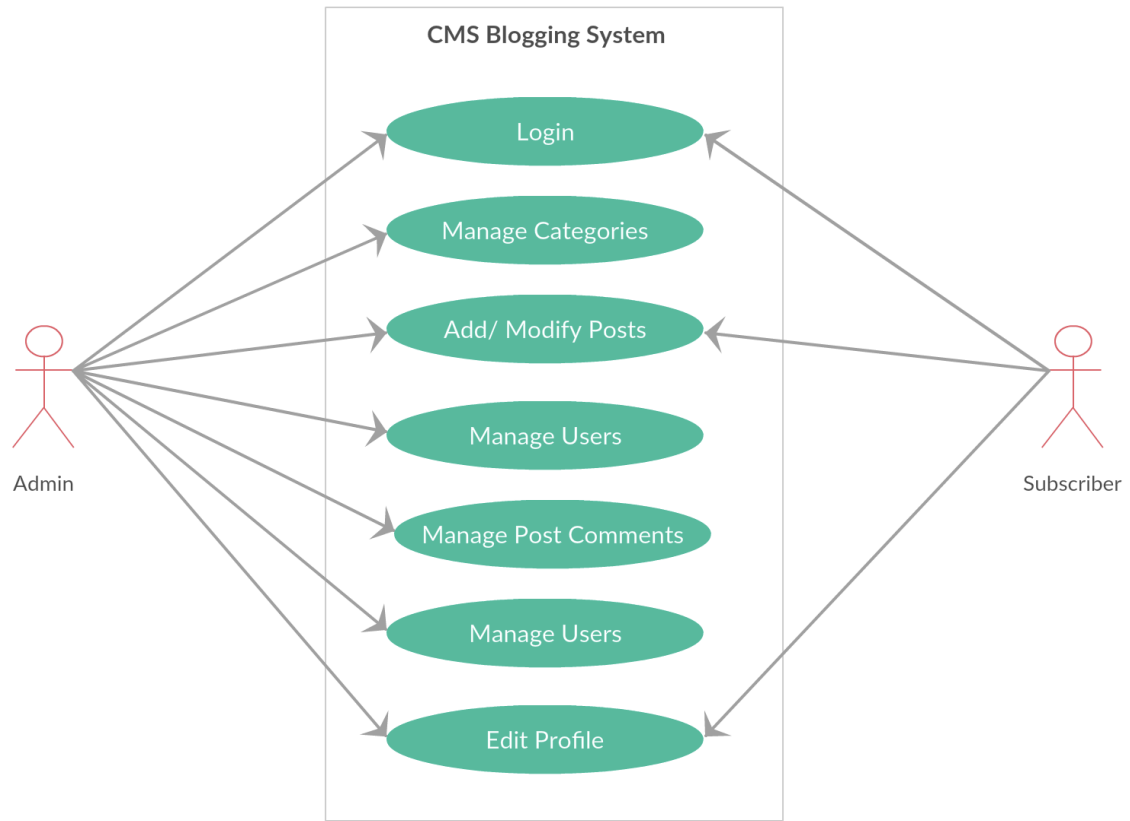 CMS Blogging System
Login
Manage Categories
Add/ Modify Posts
Manage Users
Admin
Subscriber
Manage Post Comments
Manage Users
Edit Profile